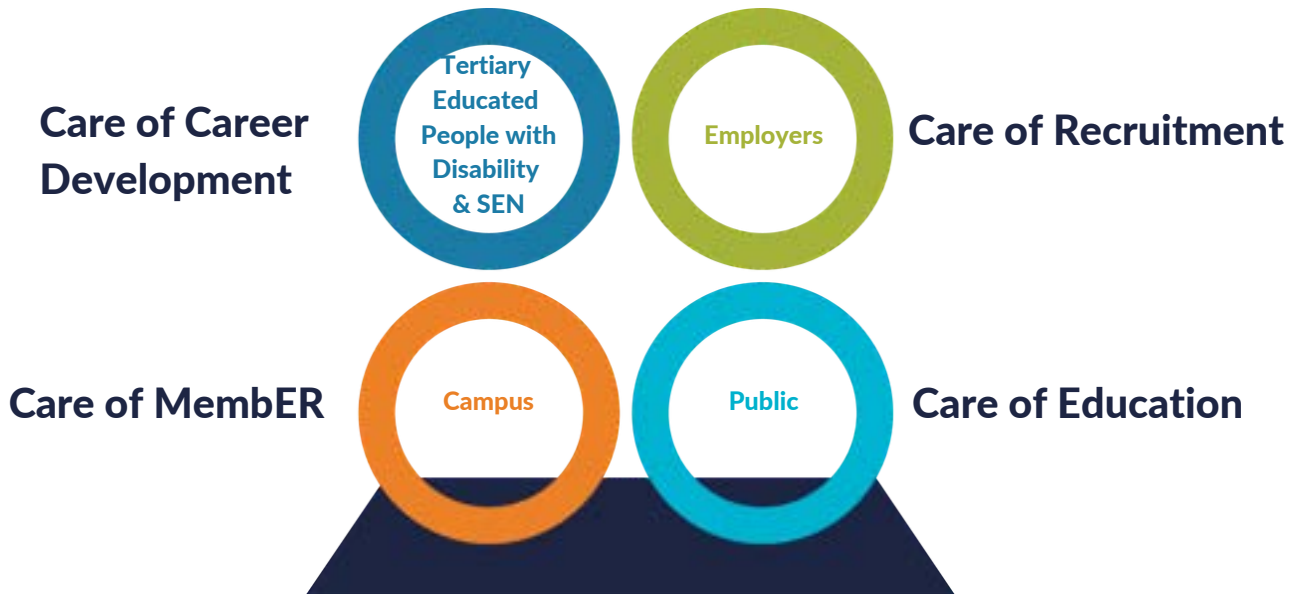 Care of Career
Development
Tertiary
Educated
People with
Disability
& SEN
Employers
Care of Recruitment
Care of MembER
Campus
Public
Care of Education